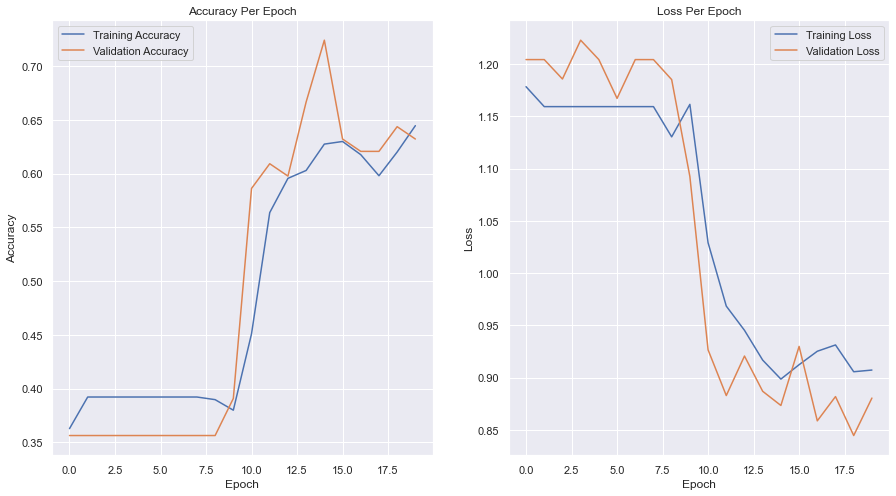 Accuracy Per Epoch
Training Accuracy
Validation Accuracy
0.70
0.65
0.60
0.55
0.50
0.45
0.40
0.35
Accuracy
0.0 2.5 5.0 7.5 10.0 12.5 15.0 17.5
Epoch
Loss Per Epoch
Training Loss
Validation Loss
1.20
1.15
1.10
1.05
1.00
0.95
0.90
0.85
Loss
0.0 2.5 5.0 7.5 10.0 12.5 15.0 17.5
Epoch